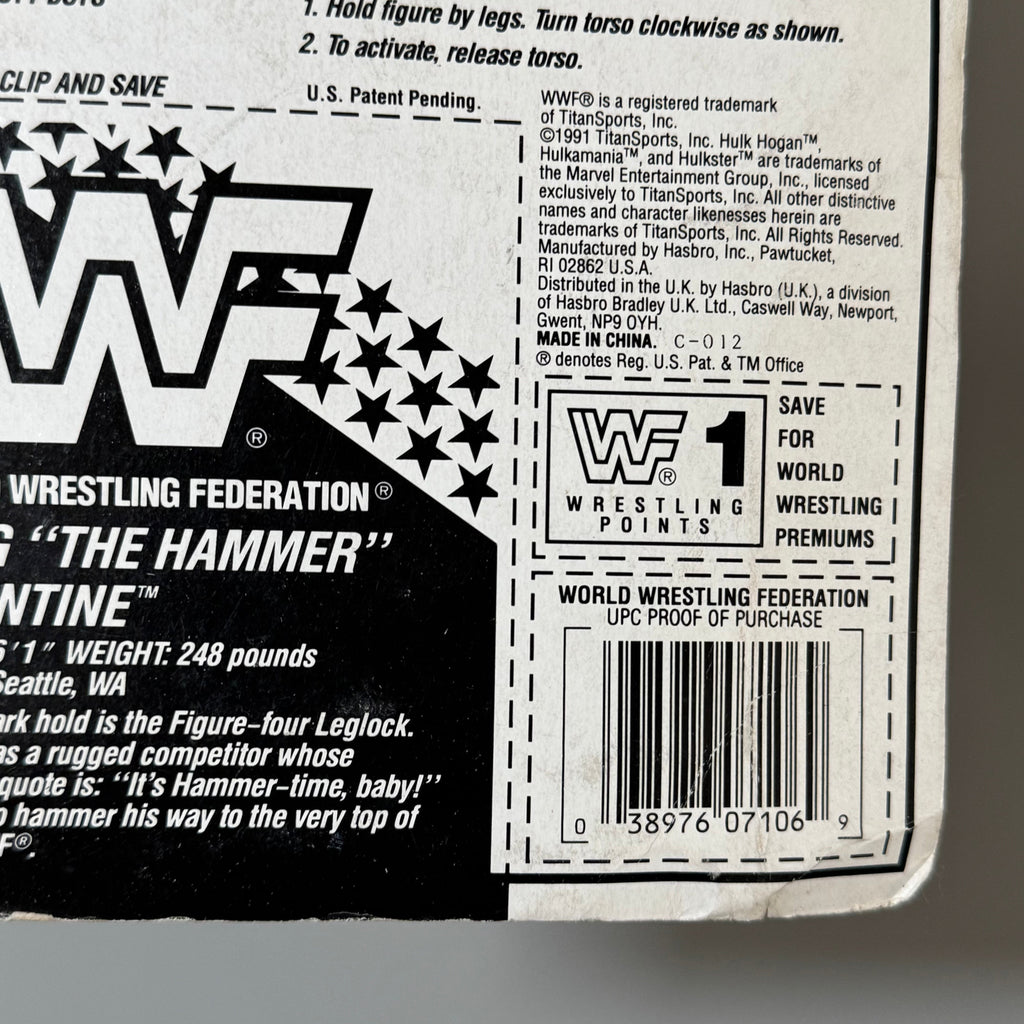 1. Hold figure by legs. Turn torso clockwise as shown.
2. To activate, release torso.
CLIP AND SAVE
U.S. Patent Pending.
WWF® is a registered trademark
of TitanSports, Inc.
©1991 TitanSports, Inc. Hulk Hogan™,
Hulkamania™, and Hulkster™ are trademarks of
the Marvel Entertainment Group, Inc., licensed
exclusively to TitanSports, Inc. All other distinctive
names and character likenesses herein are
trademarks of TitanSports, Inc. All Rights Reserved.
Manufactured by Hasbro, Inc., Pawtucket,
RI 02862 U.S.A.
Distributed in the U.K. by Hasbro (U.K.), a division
of Hasbro Bradley U.K. Ltd., Caswell Way, Newport,
Gwent, NP9 0YH.
MADE IN CHINA. C-012
® denotes Reg. U.S. Pat. & TM Office
WF®
WRESTLING FEDERATION®
"THE HAMMER"
NTINE™
6'1" WEIGHT: 248 pounds
Seattle, WA
ark hold is the Figure-four Leglock.
as a rugged competitor whose
quote is: "It's Hammer-time, baby!"
hammer his way to the very top of
F®.
WF® 1
WRESTLING
POINTS
SAVE
FOR
WORLD
WRESTLING
PREMIUMS
WORLD WRESTLING FEDERATION
UPC PROOF OF PURCHASE
0 38976 07106 9